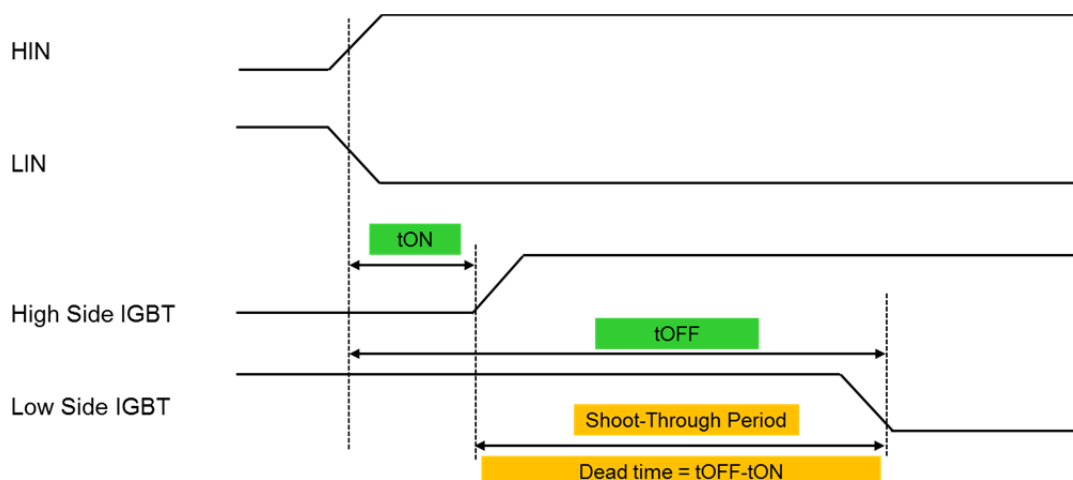 HIN
LIN
tON
High Side IGBT
tOFF
Low Side IGBT
Shoot-Through Period
Dead time = tOFF-tON